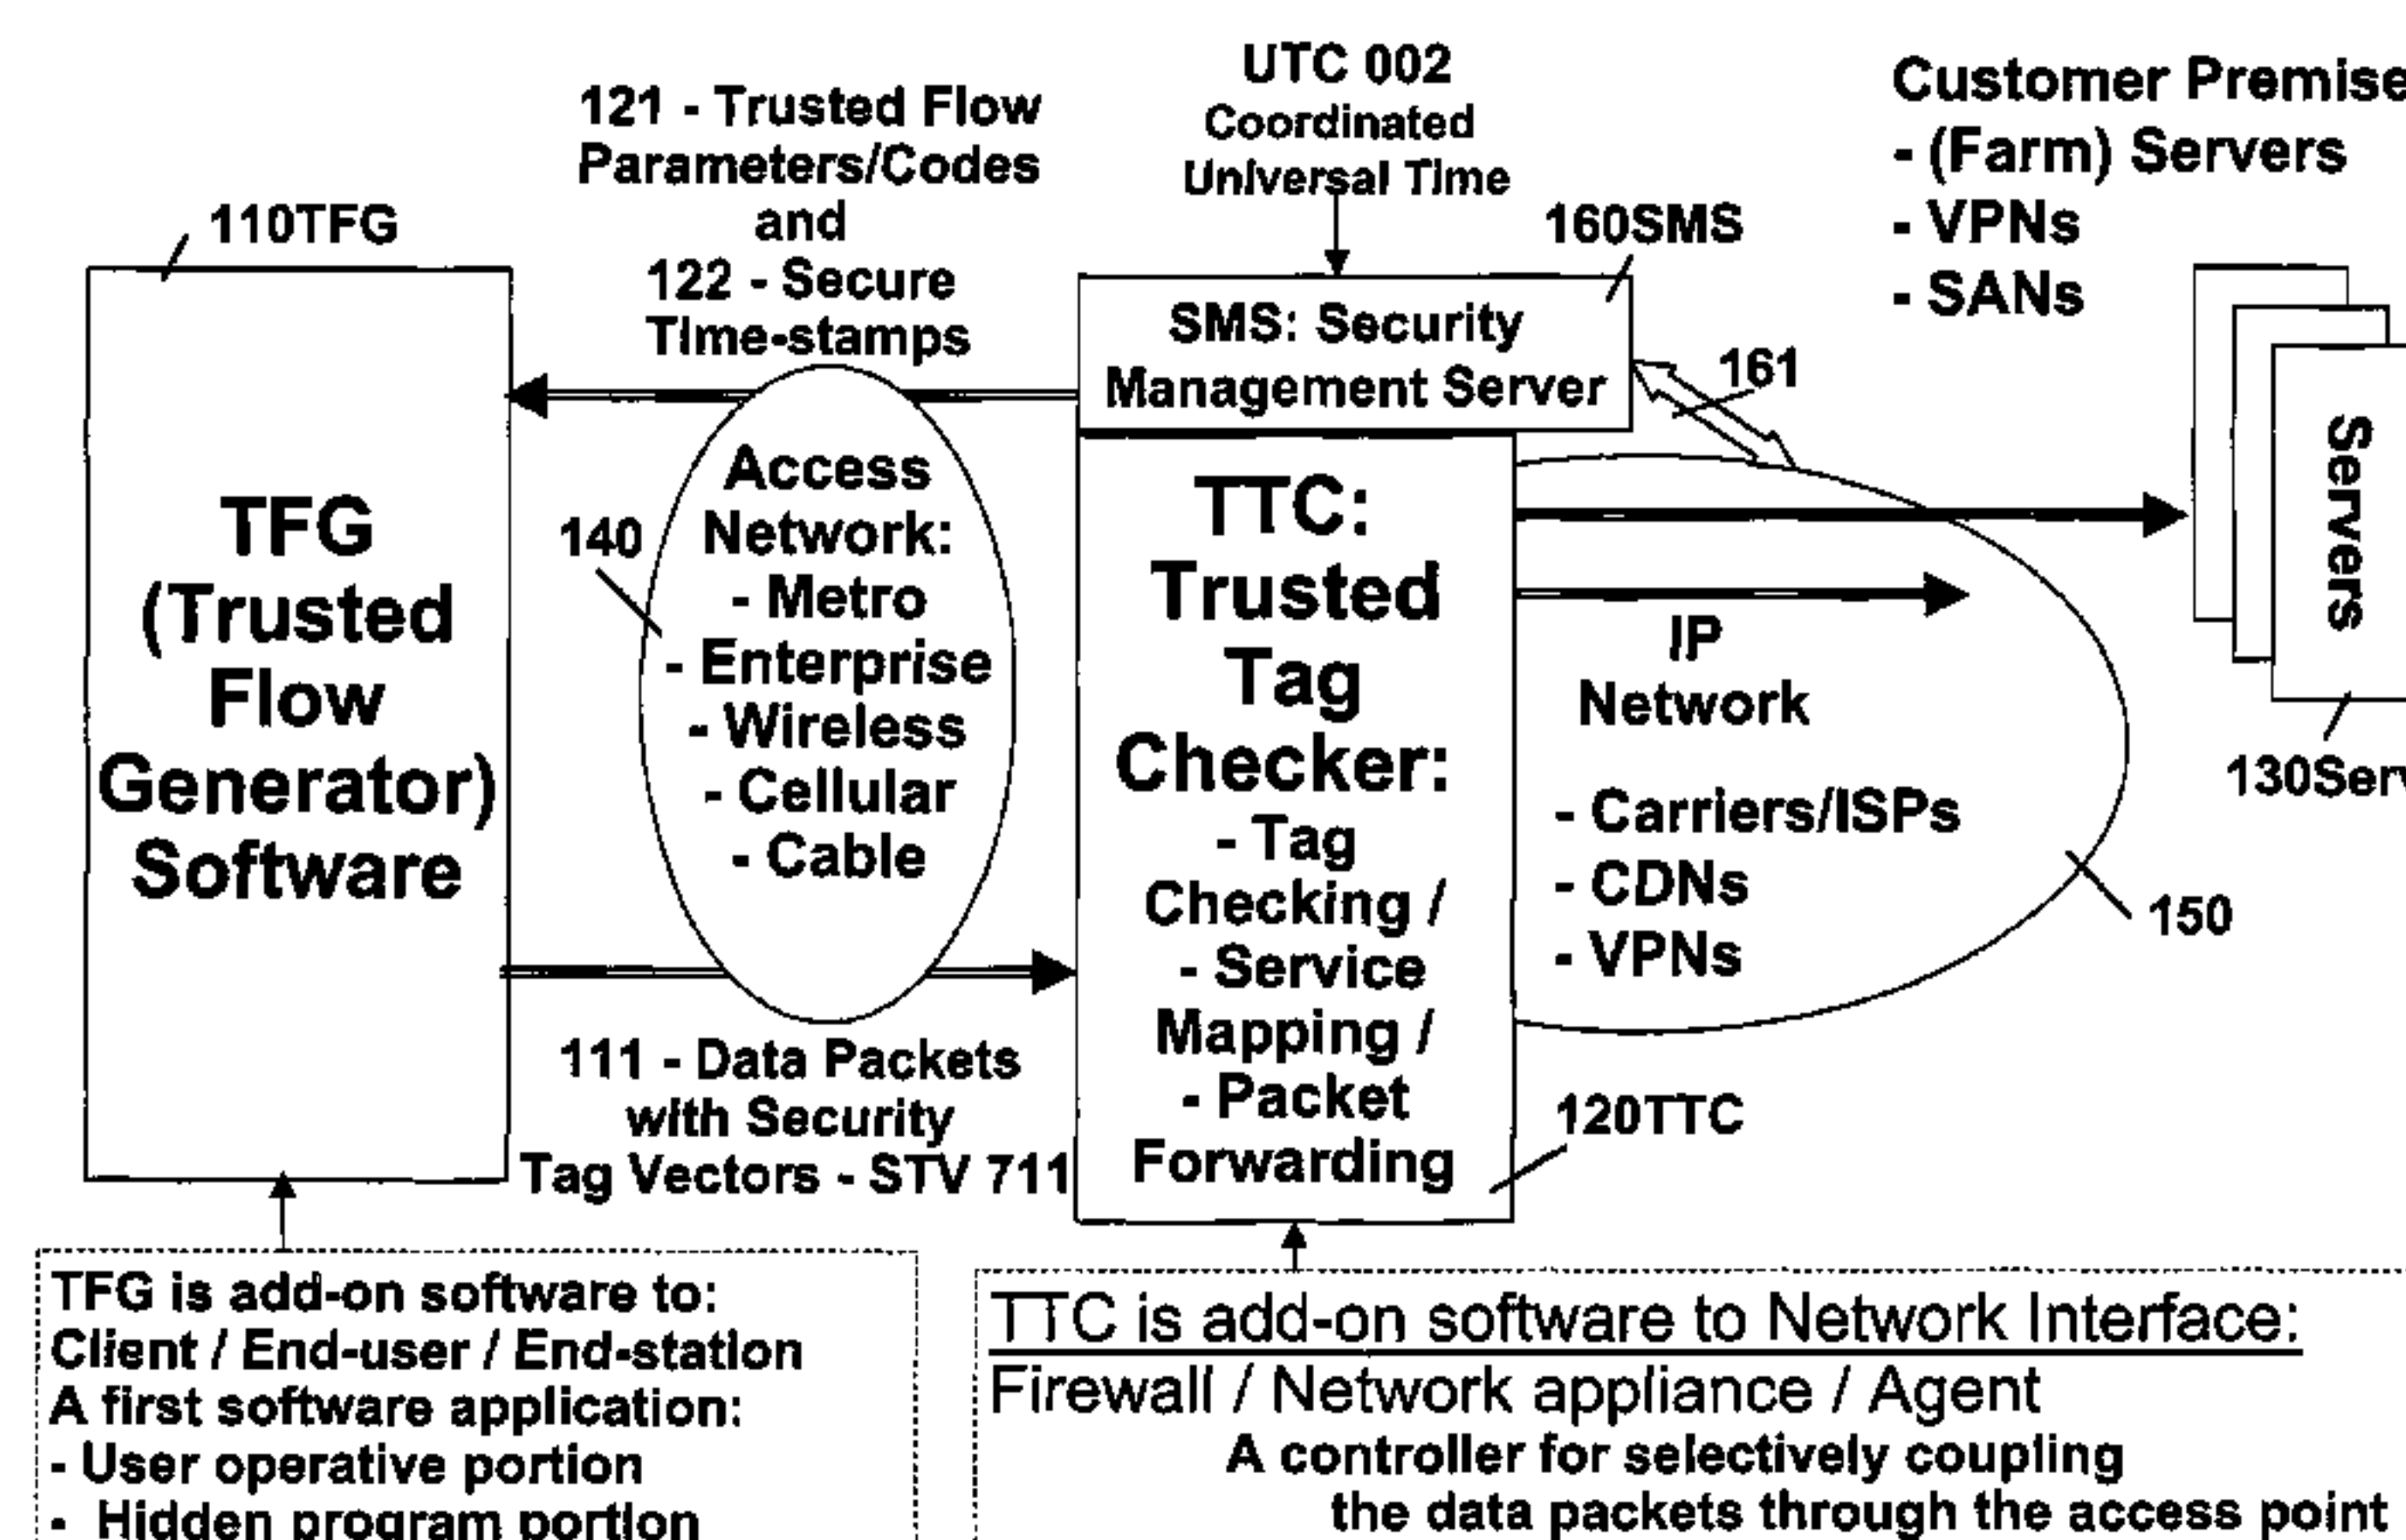 UTC 002
Coordinated
Universal Time
121 - Trusted Flow
Parameters/Codes
and
122 - Secure
Time-stamps
110TFG
160SMS
Customer Premise
- (Farm) Servers
- VPNs
- SANs
SMS: Security
Management Server
161
TFG
(Trusted
Flow
Generator)
Software
140
Access
Network:
- Metro
- Enterprise
- Wireless
- Cellular
- Cable
TTC:
Trusted
Tag
Checker:
- Tag
Checking /
- Service
Mapping /
- Packet
Forwarding
IP
Network
- Carriers/ISPs
- CDNs
- VPNs
Servers
130Serv
150
120TTC
111 - Data Packets
with Security
Tag Vectors - STV 711
TFG is add-on software to:
Client / End-user / End-station
A first software application:
- User operative portion
- Hidden program portion
TTC is add-on software to Network Interface:
Firewall / Network appliance / Agent
A controller for selectively coupling
the data packets through the access point